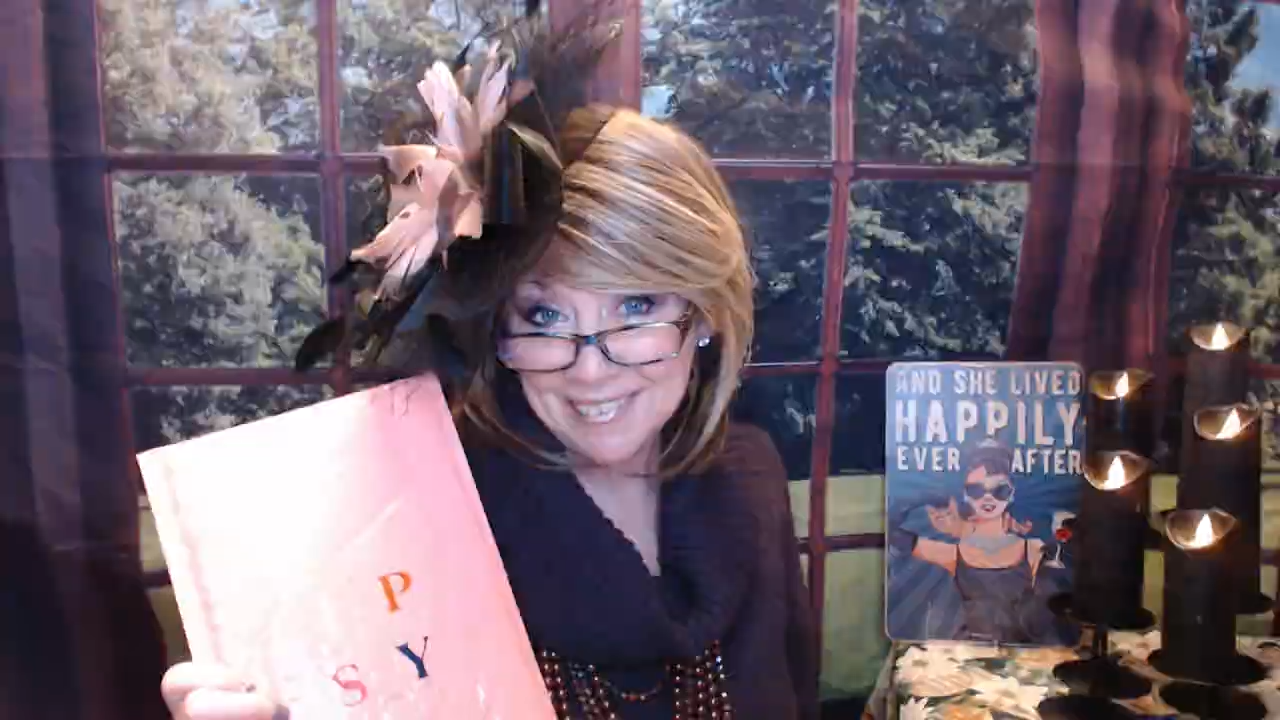 P
S Y
AND SHE LIVED
HAPPILY
EVER AFTER